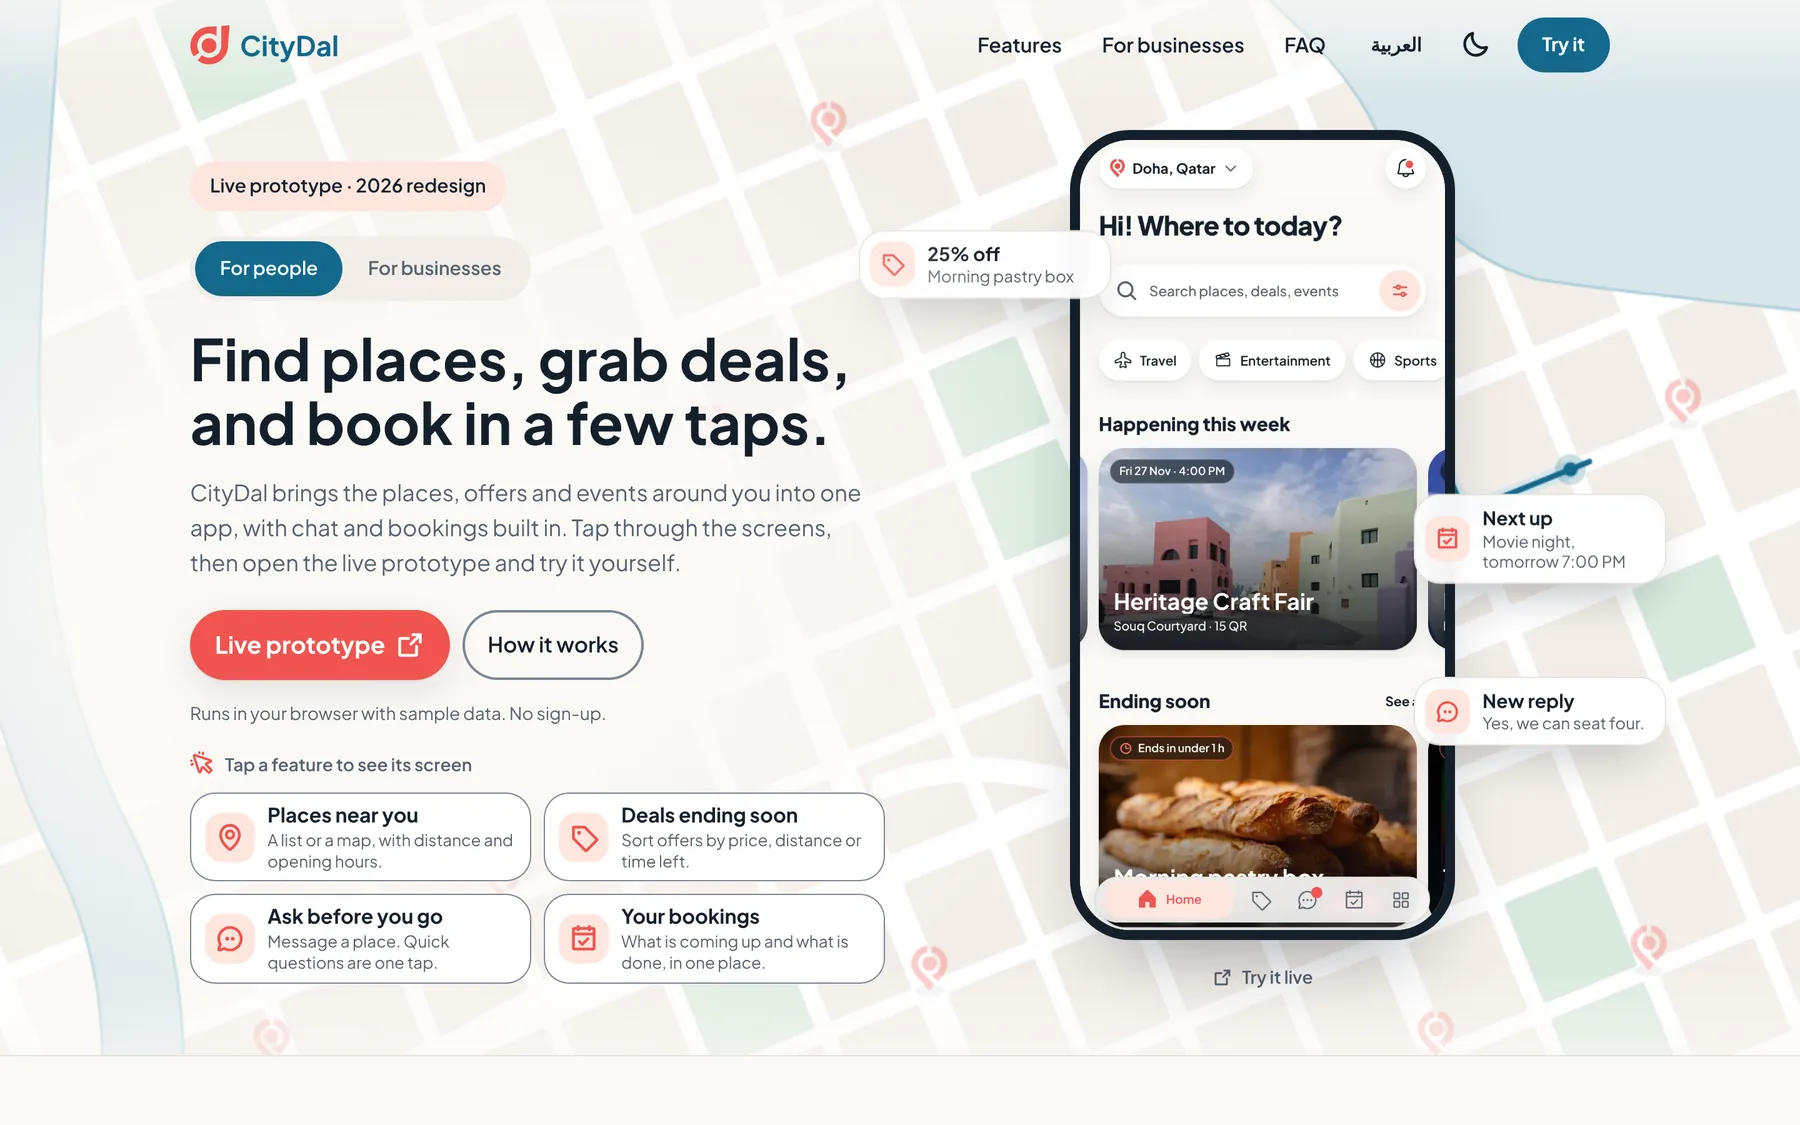 CityDal
Features
For businesses
FAQ
العربية
Try it
Live prototype · 2026 redesign
For people
For businesses
Find places, grab deals,
and book in a few taps.
CityDal brings the places, offers and events around you into one
app, with chat and bookings built in. Tap through the screens,
then open the live prototype and try it yourself.
Live prototype
How it works
Runs in your browser with sample data. No sign-up.
Tap a feature to see its screen
Places near you
A list or a map, with distance and
opening hours.
Deals ending soon
Sort offers by price, distance or
time left.
Ask before you go
Message a place. Quick
questions are one tap.
Your bookings
What is coming up and what is
done, in one place.
Doha, Qatar
Hi! Where to today?
25% off
Morning pastry box
Search places, deals, events
Travel
Entertainment
Sports
Happening this week
Fri 27 Nov · 4:00 PM
Heritage Craft Fair
Souq Courtyard · 15 QR
Next up
Movie night,
tomorrow 7:00 PM
Ending soon
See
New reply
Yes, we can seat four.
Ends in under 1 h
Morning pastry box
Home
Try it live